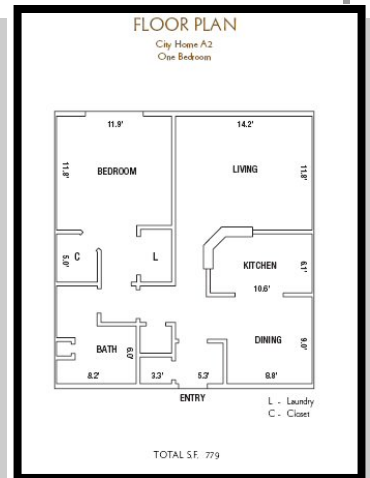 FLOOR PLAN
City Home A2
One Bedroom
11.9'
14.2'
11.8'
BEDROOM
LIVING
11.8'
5.0'
C
L
KITCHEN
9.1'
10.6'
BATH
6.0'
DINING
9.0'
8.2'
3.3'
5.3'
9.8'
ENTRY
L - Laundry
C - Closet
TOTAL S.F. 779